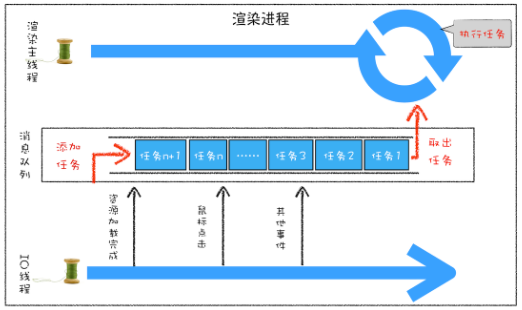 渲染进程
渲染主线程
执行任务
消息队列
添加
任务
任务n+1 任务n …… 任务3 任务2 任务1
取出
任务
资源加载完成
鼠标点击
其他事件
IO线程